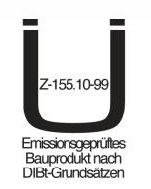 Ü
Z-155.10-99
Emissionsgeprüftes
Bauprodukt nach
DIBt-Grundsätzen